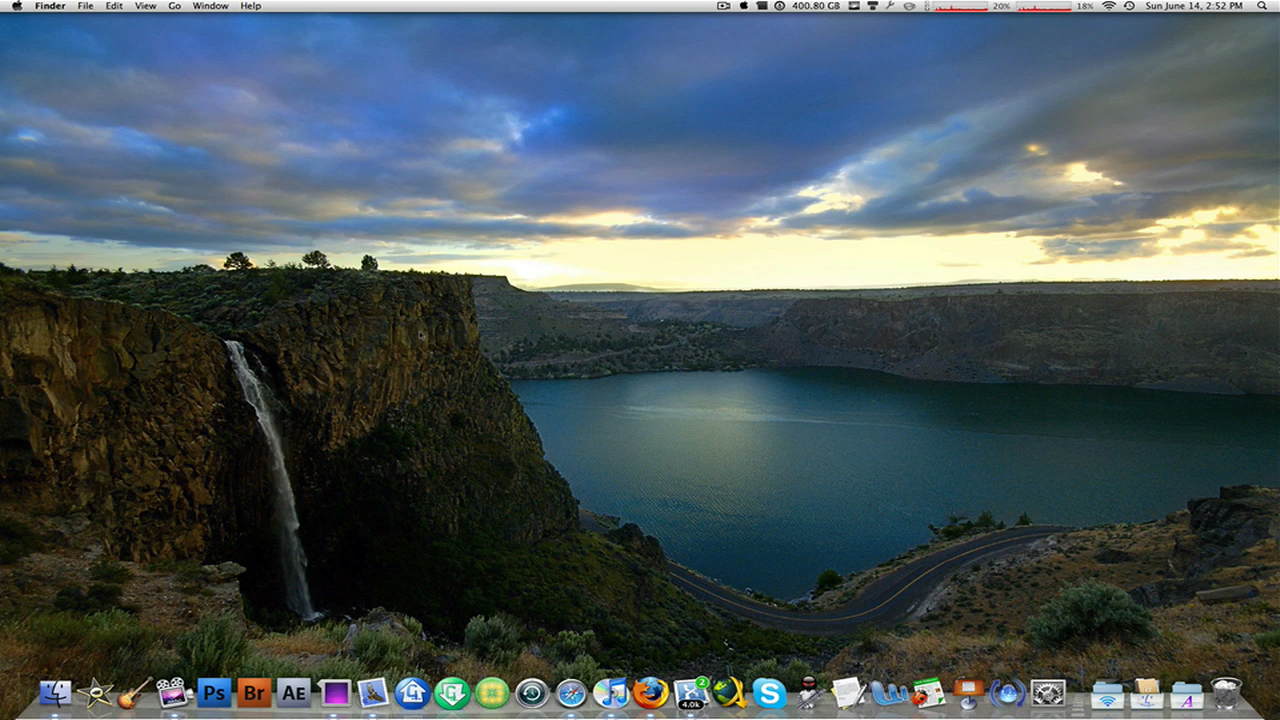 Finder File Edit View Go Window Help 400.80 GB 20% 18% Sun June 14, 2:52 PM
Ps Br Ae 2
4.0k